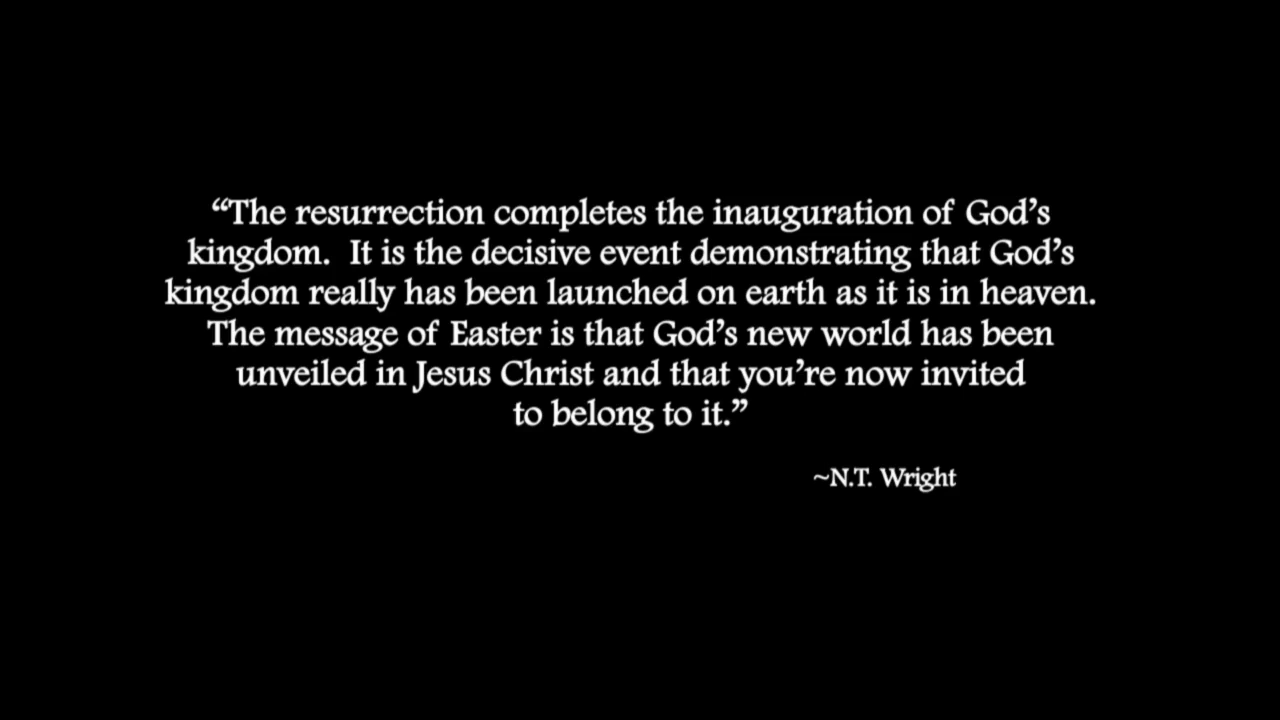 “The resurrection completes the inauguration of God’s
kingdom.  It is the decisive event demonstrating that God’s
kingdom really has been launched on earth as it is in heaven.
The message of Easter is that God’s new world has been
unveiled in Jesus Christ and that you’re now invited
to belong to it.”
~N.T. Wright